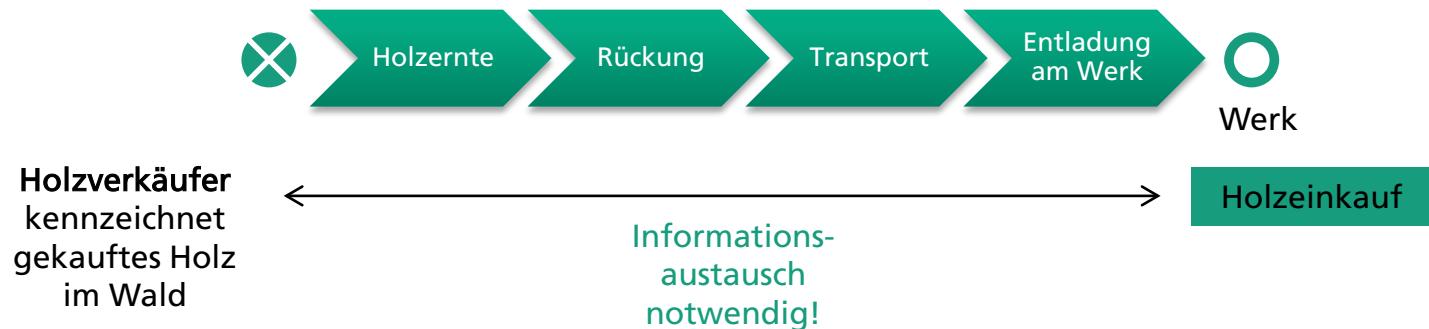 Holzernte
Rückung
Transport
Entladung
am Werk
Werk
Holzverkäufer
kennzeichnet
gekauftes Holz
im Wald
Informations-
austausch
notwendig!
Holzeinkauf